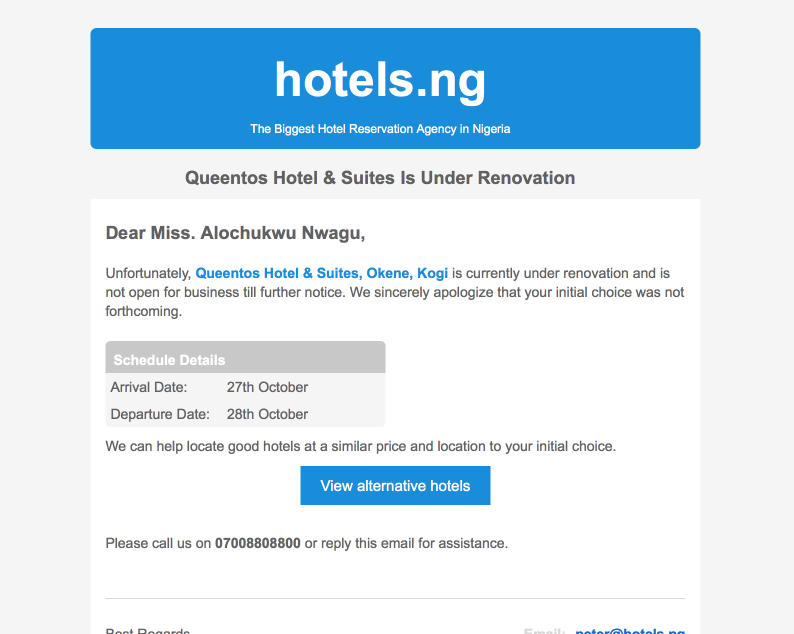 hotels.ng
The Biggest Hotel Reservation Agency in Nigeria
Queentos Hotel & Suites Is Under Renovation
Dear Miss. Alochukwu Nwagu,
Unfortunately, Queentos Hotel & Suites, Okene, Kogi is currently under renovation and is
not open for business till further notice. We sincerely apologize that your initial choice was not
forthcoming.
Schedule Details
Arrival Date: 27th October
Departure Date: 28th October
We can help locate good hotels at a similar price and location to your initial choice.
View alternative hotels
Please call us on 07008808800 or reply this email for assistance.
Best Regards Email: peter@hotels.ng